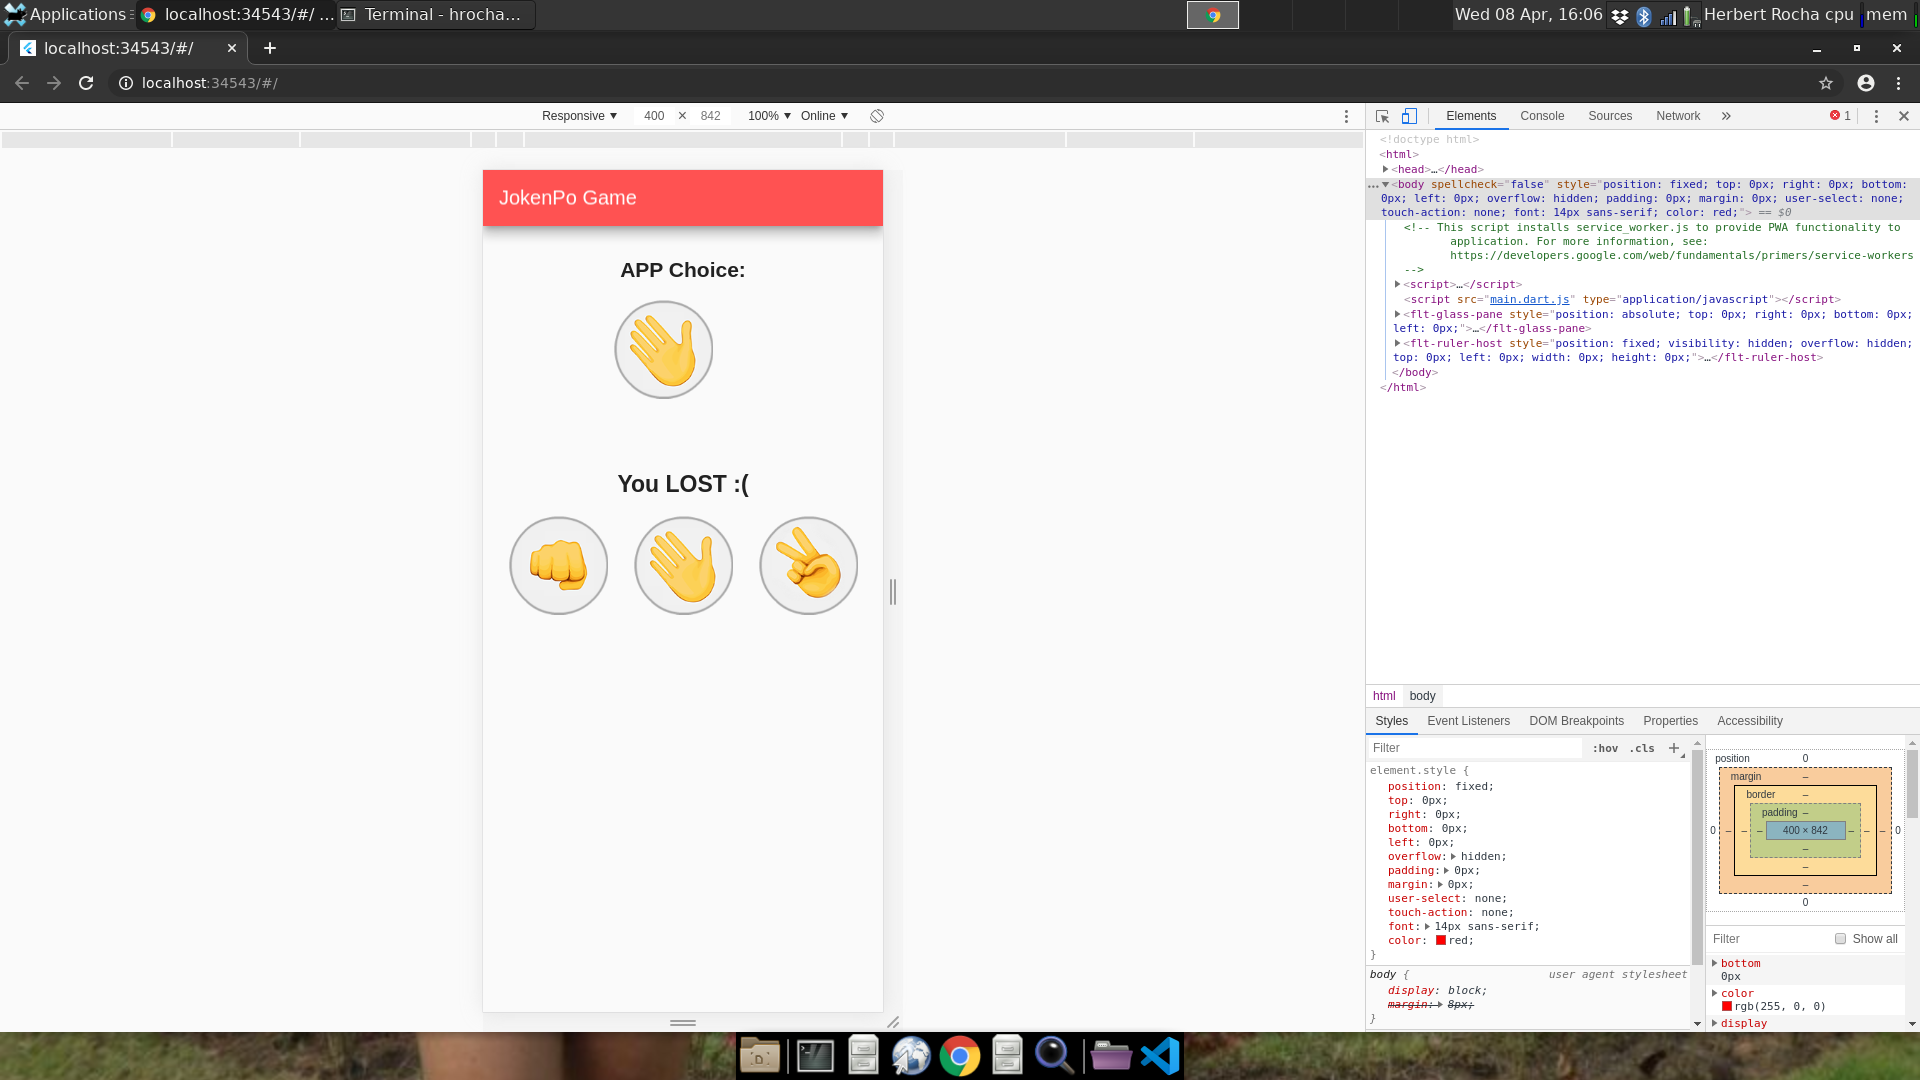 Applications
localhost:34543/#/ ...
Terminal - hrocha...
Wed 08 Apr, 16:06
Herbert Rocha cpu
mem
localhost:34543/#/
localhost:34543/#/
Responsive
400 × 842
100%
Online
JokenPo Game
APP Choice:
You LOST :(
Elements
Console
Sources
Network
»
1
<!doctype html>
<html>
<head>…</head>
<body spellcheck="false" style="position: fixed; top: 0px; right: 0px; bottom:
0px; left: 0px; overflow: hidden; padding: 0px; margin: 0px; user-select: none;
touch-action: none; font: 14px sans-serif; color: red;"> == $0
<!-- This script installs service_worker.js to provide PWA functionality to
application. For more information, see:
https://developers.google.com/web/fundamentals/primers/service-workers
-->
<script>…</script>
<script src="main.dart.js" type="application/javascript"></script>
<flt-glass-pane style="position: absolute; top: 0px; right: 0px; bottom: 0px;
left: 0px;">…</flt-glass-pane>
<flt-ruler-host style="position: fixed; visibility: hidden; overflow: hidden;
top: 0px; left: 0px; width: 0px; height: 0px;">…</flt-ruler-host>
</body>
</html>
html
body
Styles
Event Listeners
DOM Breakpoints
Properties
Accessibility
Filter
:hov
.cls
+
element.style {
position: fixed;
top: 0px;
right: 0px;
bottom: 0px;
left: 0px;
overflow: hidden;
padding: 0px;
margin: 0px;
user-select: none;
touch-action: none;
font: 14px sans-serif;
color: red;
}
body {
user agent stylesheet
display: block;
margin: 8px;
}
position
0
margin
–
border
–
padding
–
0
–
–
–
400 × 842
–
–
–
0
–
–
–
0
Filter
Show all
bottom
0px
color
rgb(255, 0, 0)
display